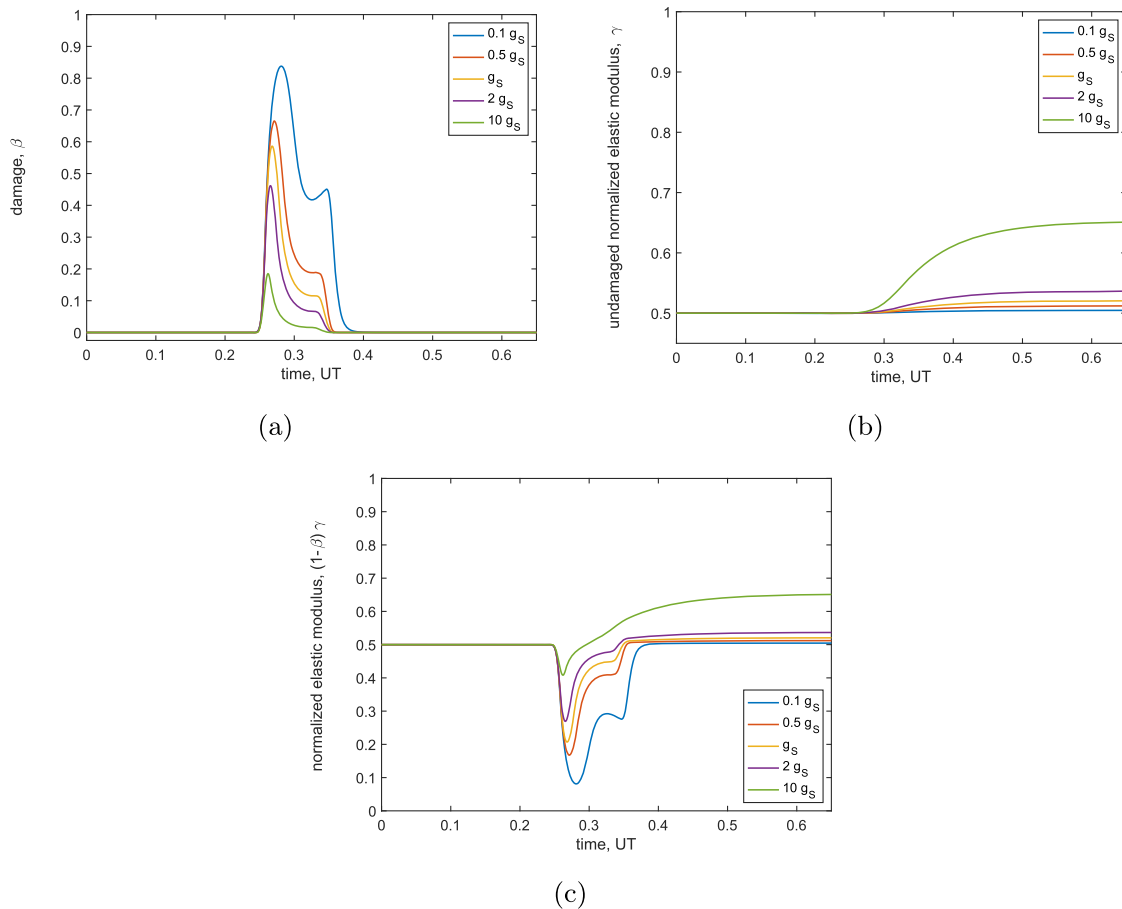 damage, β
1
0.9
0.8
0.7
0.6
0.5
0.4
0.3
0.2
0.1
0
0 0.1 0.2 0.3 0.4 0.5 0.6
time, UT
0.1 gS
0.5 gS
gS
2 gS
10 gS
(a)
undamaged normalized elastic modulus, γ
1
0.9
0.8
0.7
0.6
0.5
0 0.1 0.2 0.3 0.4 0.5 0.6
time, UT
0.1 gS
0.5 gS
gS
2 gS
10 gS
(b)
normalized elastic modulus, (1-β) γ
1
0.9
0.8
0.7
0.6
0.5
0.4
0.3
0.2
0.1
0
0 0.1 0.2 0.3 0.4 0.5 0.6
time, UT
0.1 gS
0.5 gS
gS
2 gS
10 gS
(c)